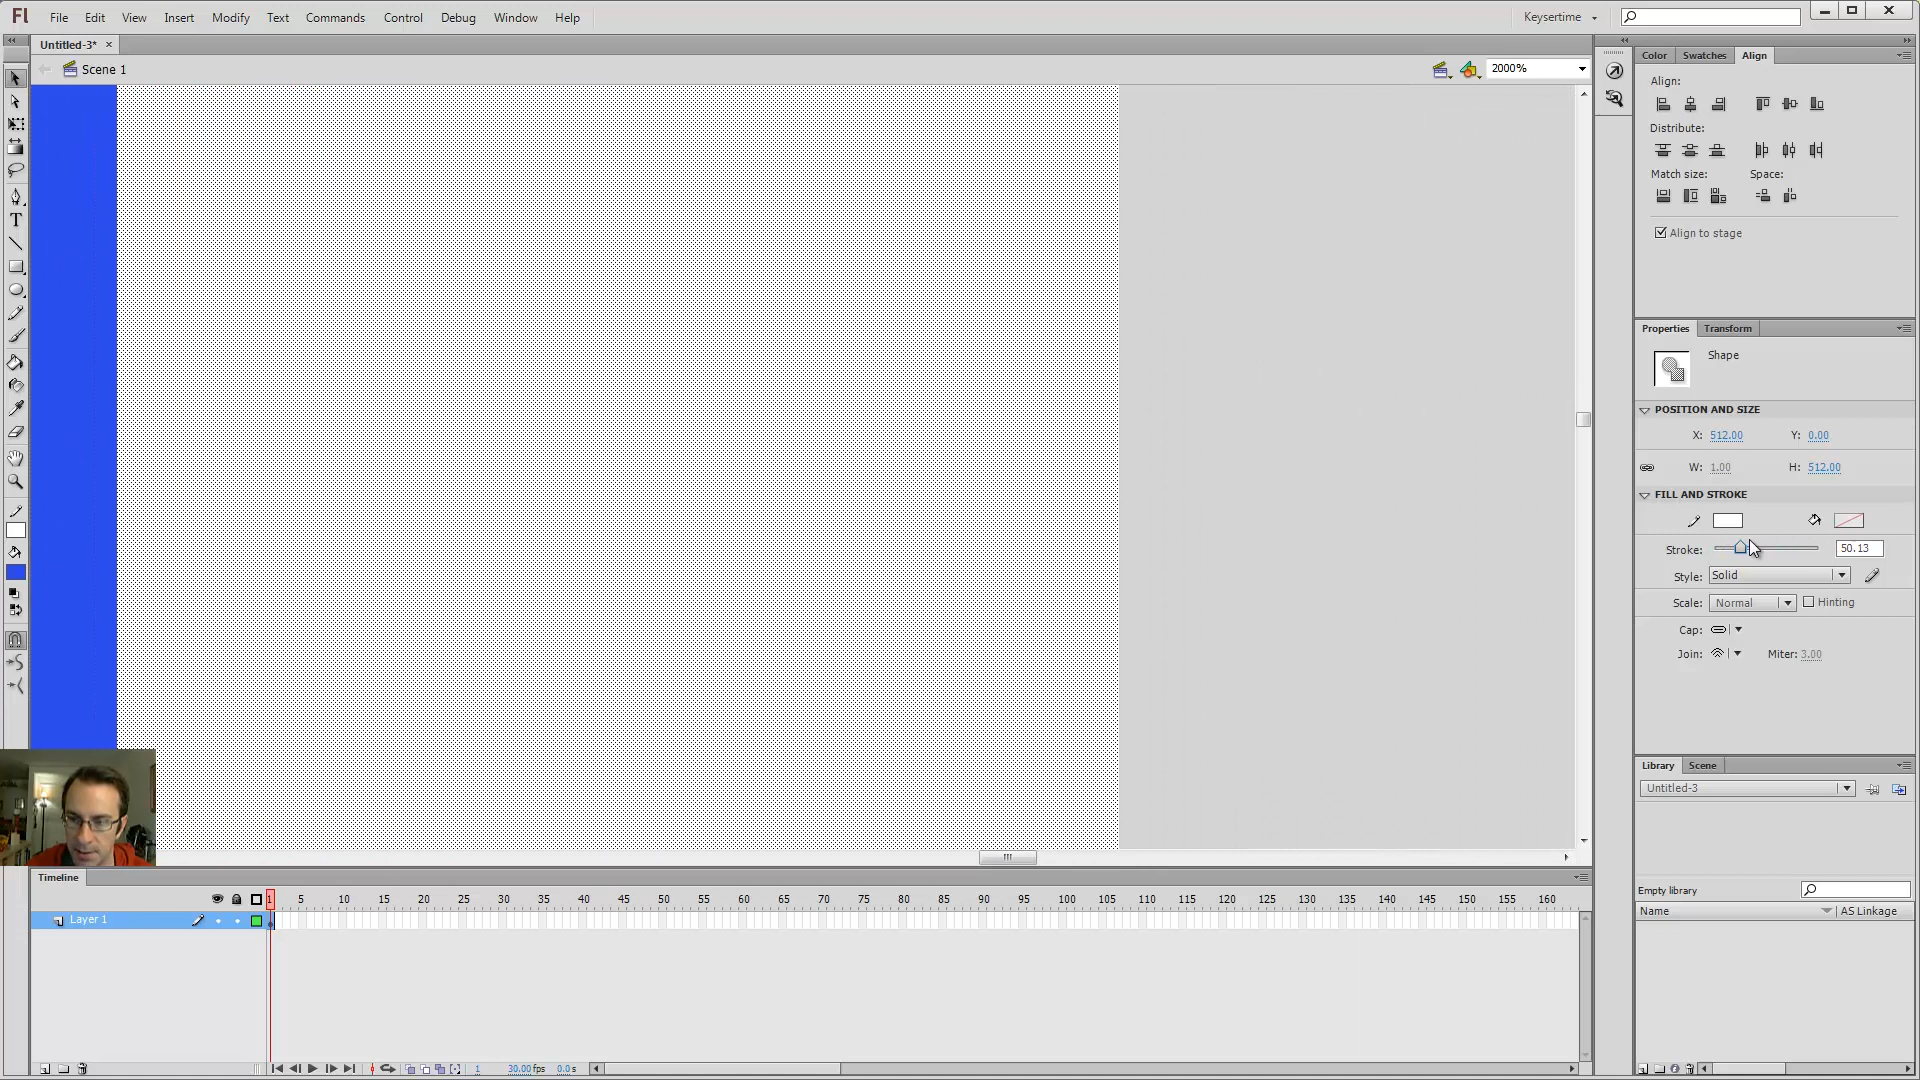 Fl File Edit View Insert Modify Text Commands Control Debug Window Help Keysertime
Untitled-3* ×
Scene 1 2000%
Color Swatches Align
Align:
Distribute:
Match size: Space:
Align to stage
Properties Transform
Shape
POSITION AND SIZE
X: 512.00 Y: 0.00
W: 1.00 H: 512.00
FILL AND STROKE
Stroke: 50.13
Style: Solid
Scale: Normal Hinting
Cap:
Join: Miter: 3.00
Library Scene
Untitled-3
Empty library
Name AS Linkage
Timeline
1 5 10 15 20 25 30 35 40 45 50 55 60 65 70 75 80 85 90 95 100 105 110 115 120 125 130 135 140 145 150 155 160
Layer 1
1 30.00 fps 0.0 s